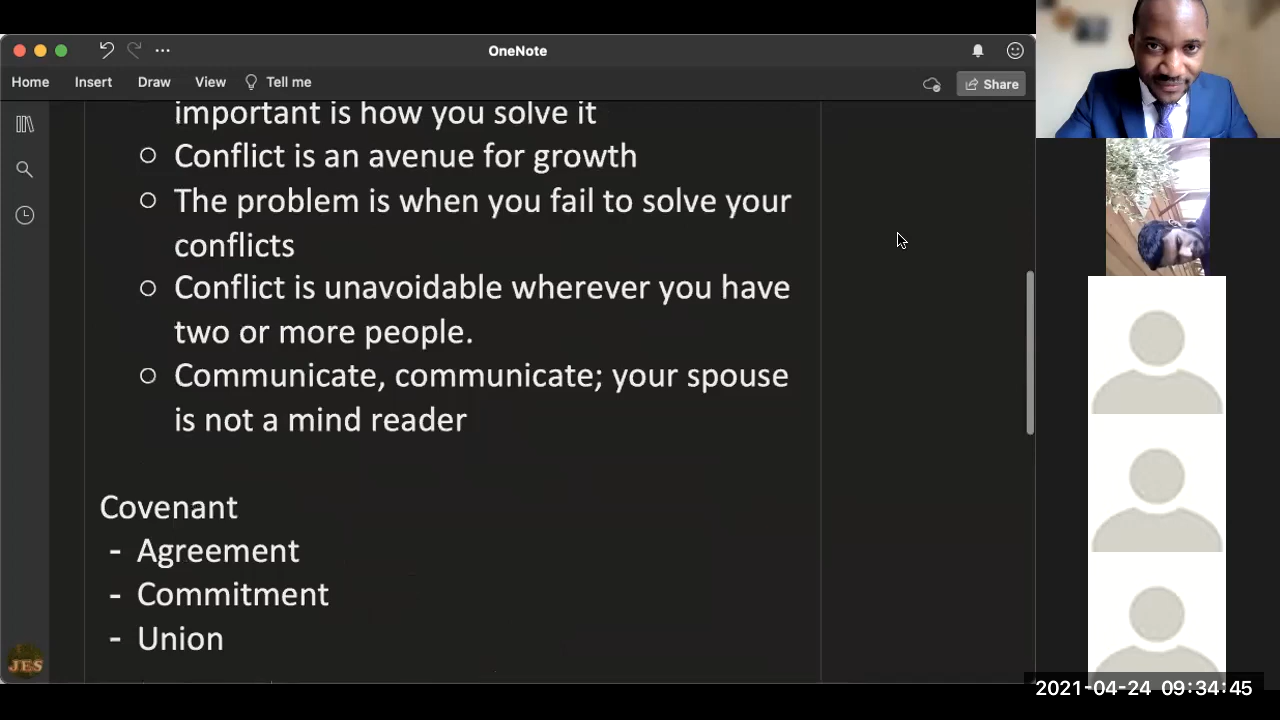 OneNote
Home Insert Draw View Tell me
Share
important is how you solve it
○ Conflict is an avenue for growth
○ The problem is when you fail to solve your
conflicts
○ Conflict is unavoidable wherever you have
two or more people.
○ Communicate, communicate; your spouse
is not a mind reader
Covenant
- Agreement
- Commitment
- Union
JES
2021-04-24 09:34:45